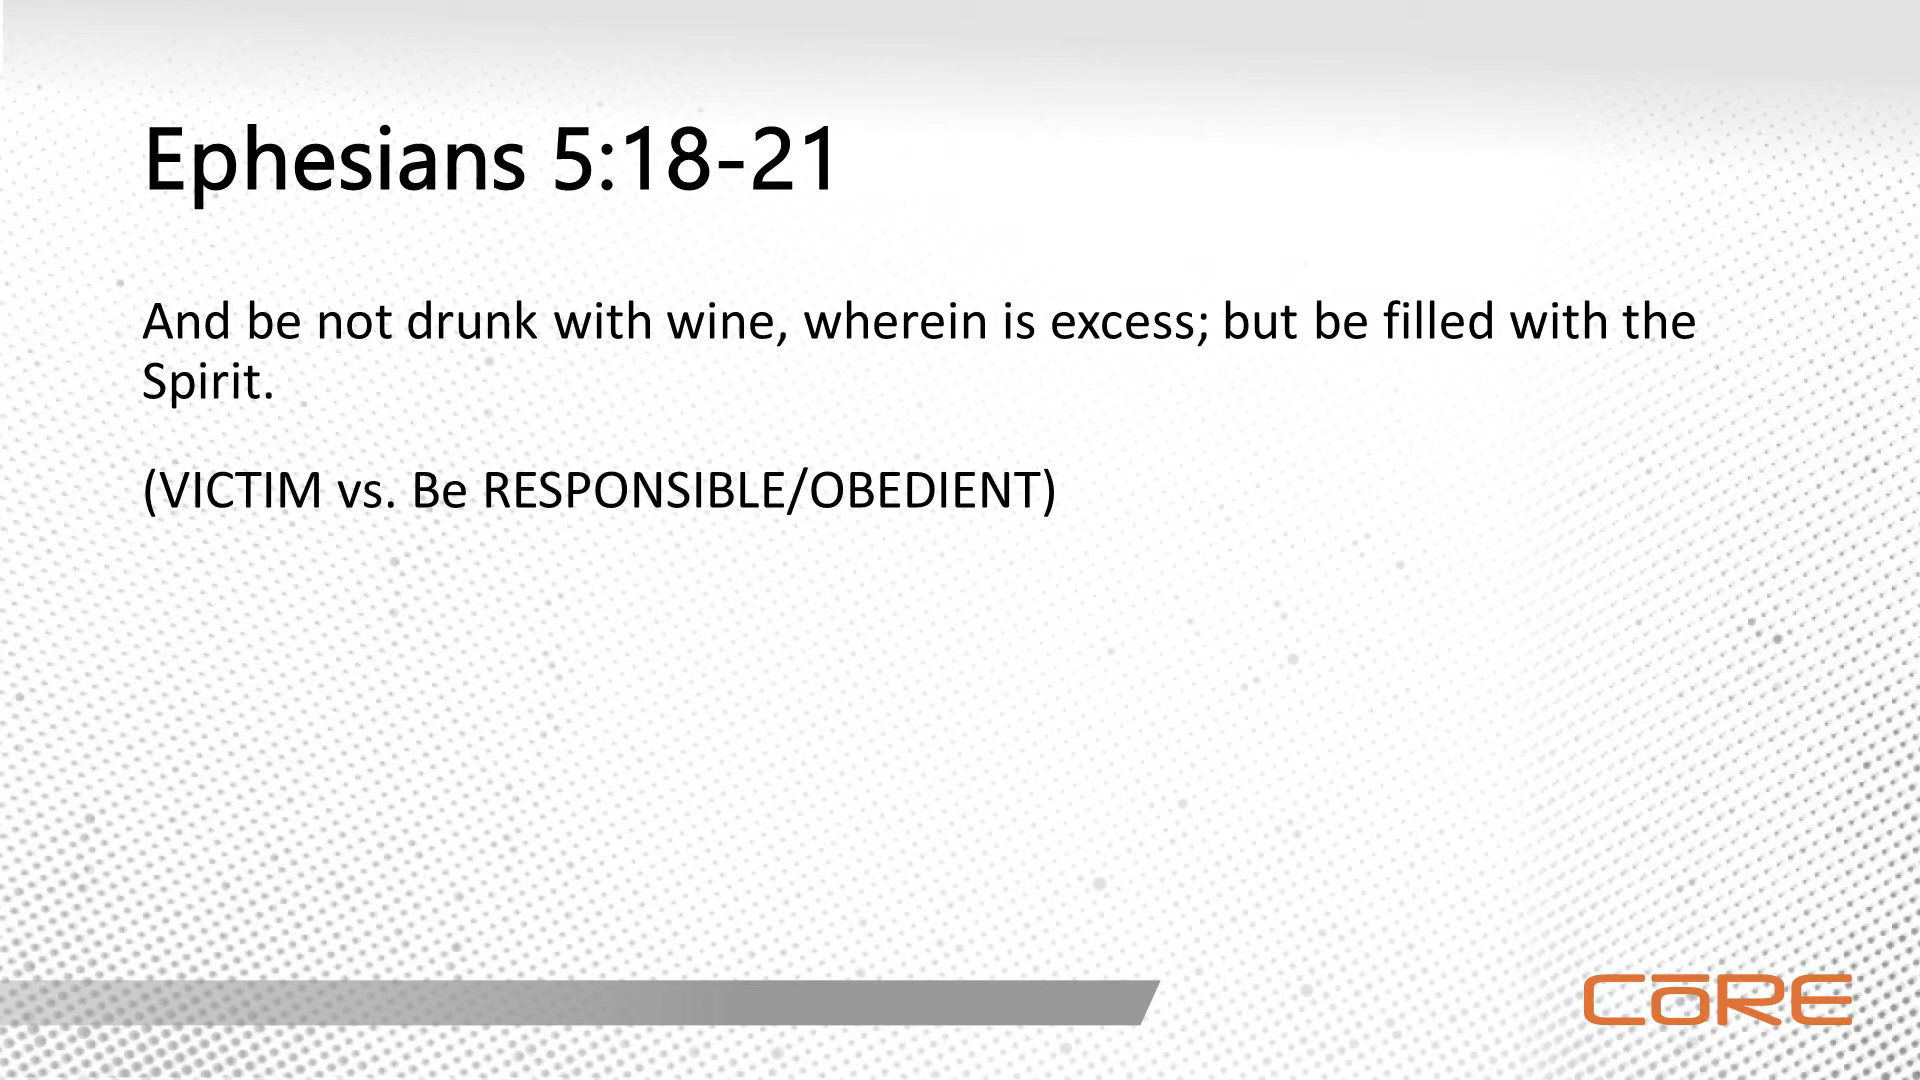 Ephesians 5:18-21
And be not drunk with wine, wherein is excess; but be filled with the
Spirit.
(VICTIM vs. Be RESPONSIBLE/OBEDIENT)
CōRE